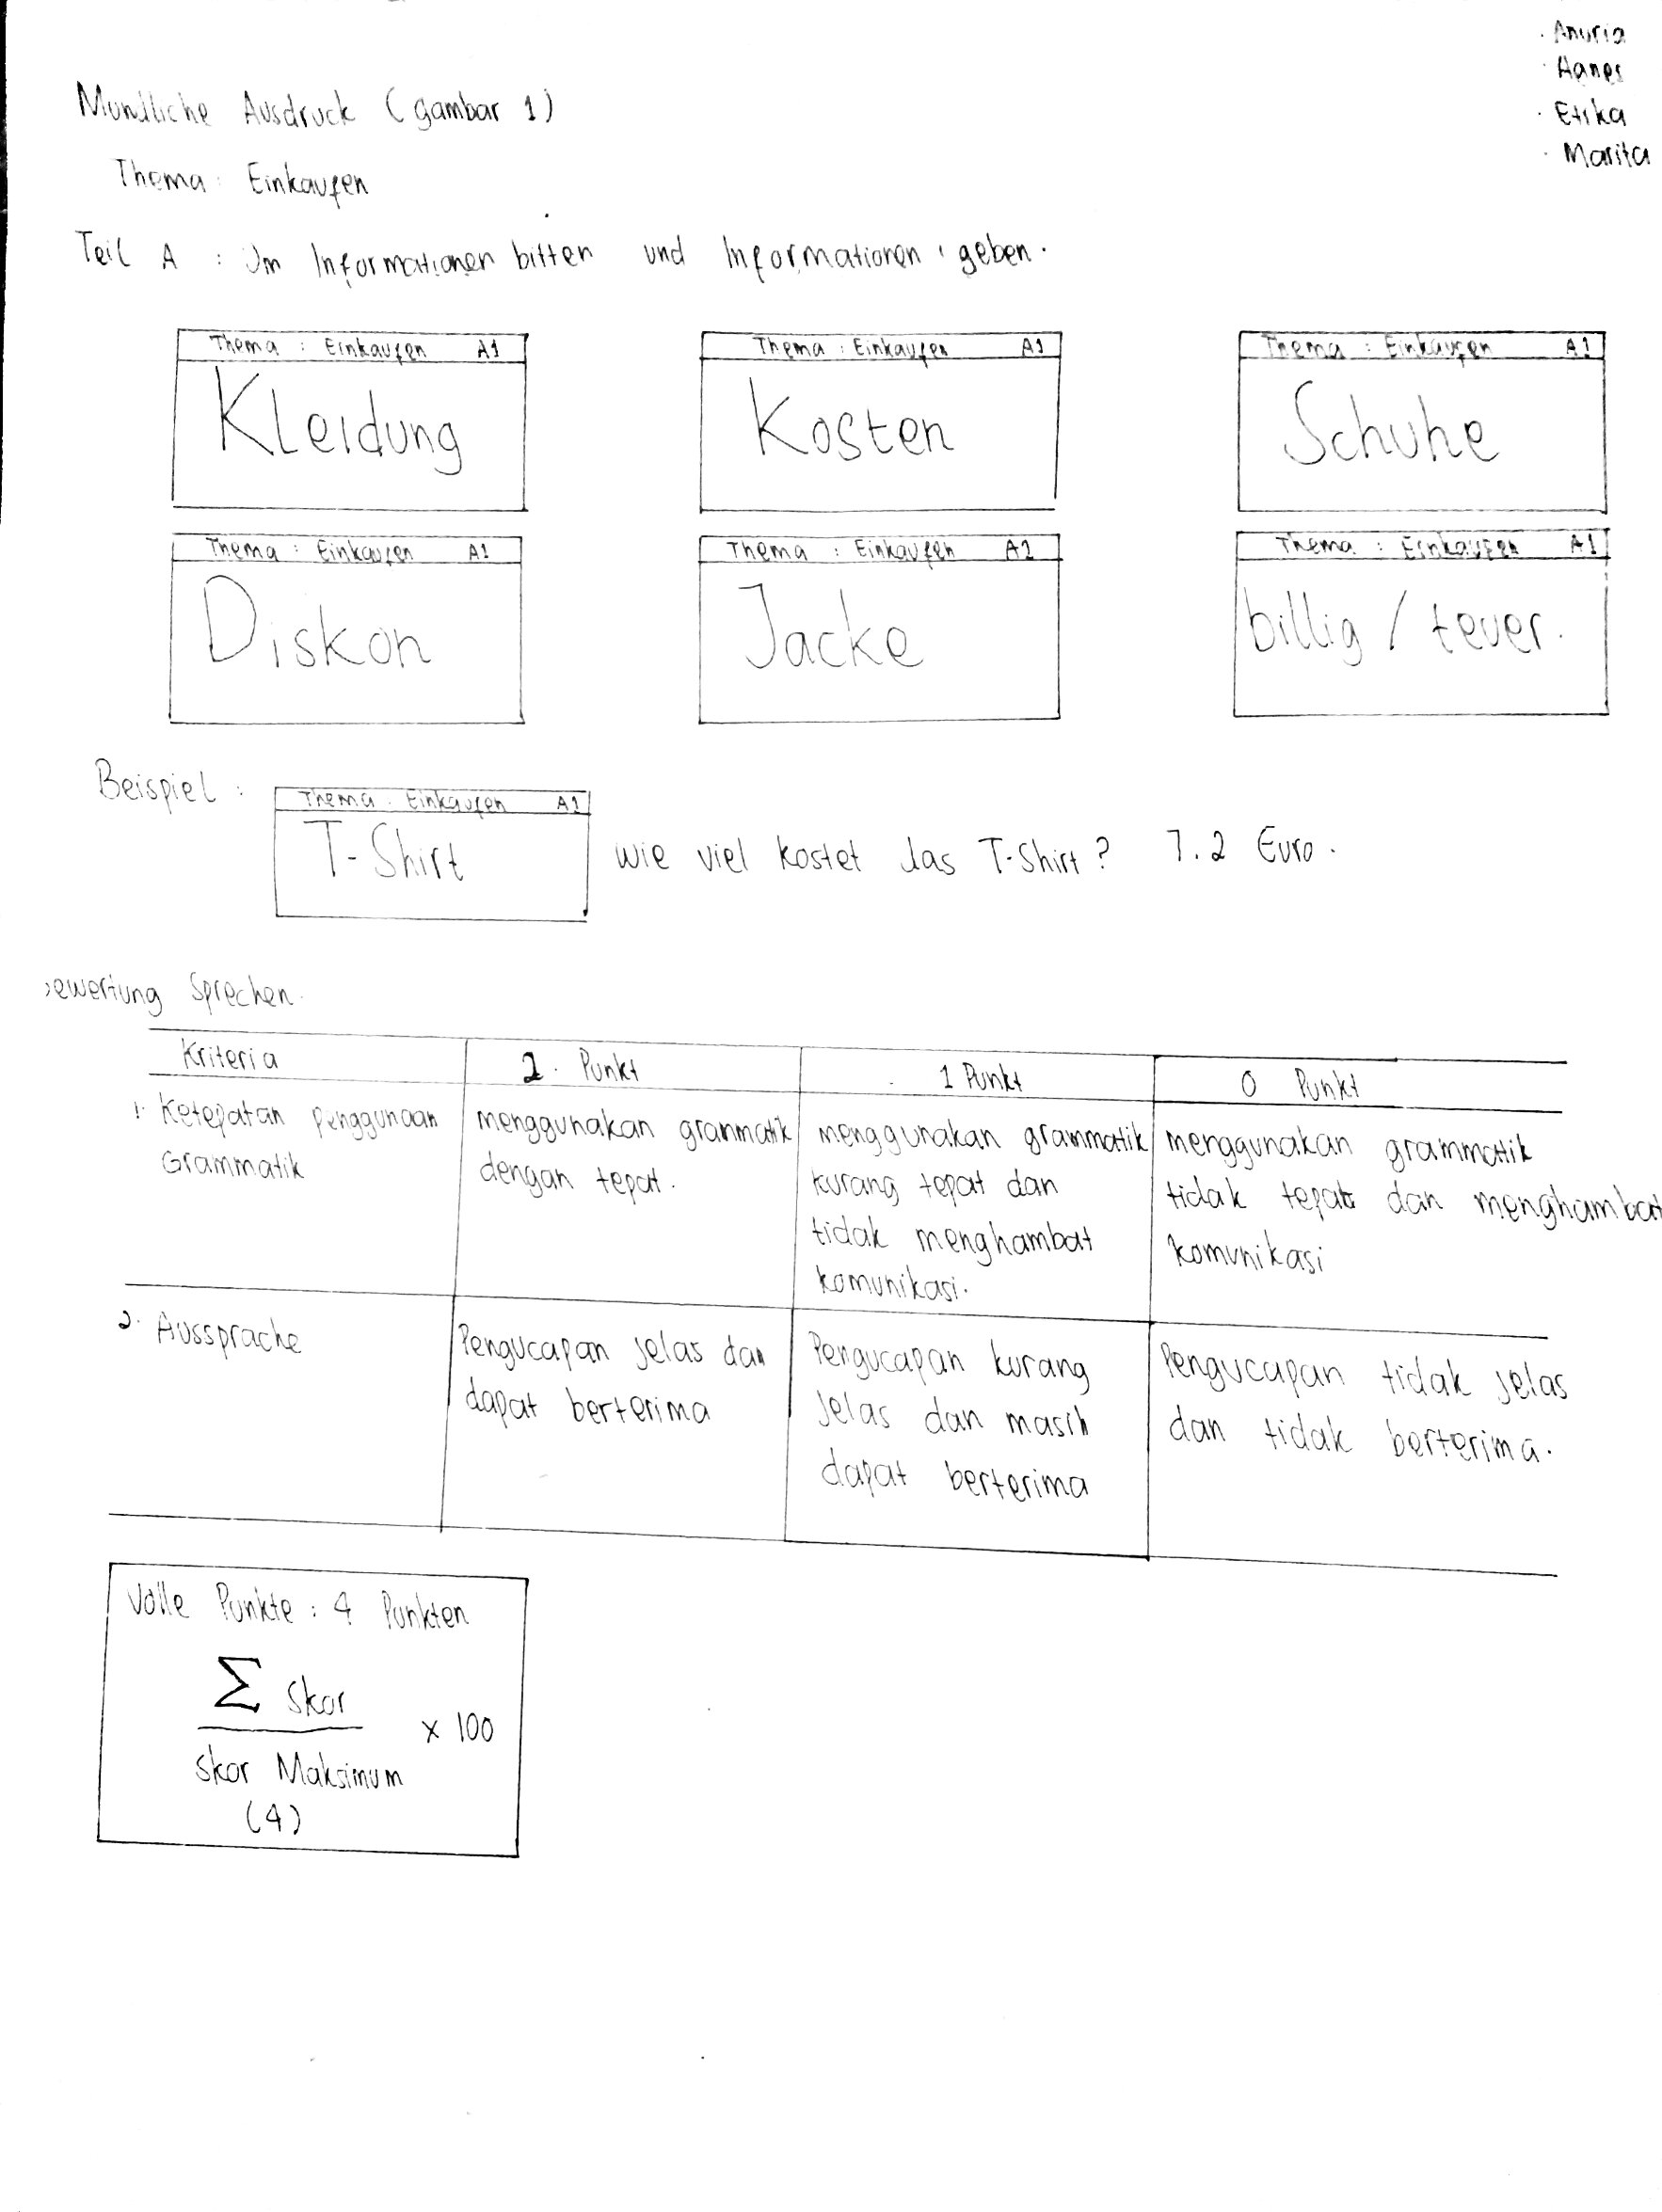 · Anuria
· Hanes
· Etika
· Marita
Mundliche Ausdruck (gambar 1)
Thema : Einkaufen
Teil A : Um Informationen bitten und Informationen geben.
Thema : Einkaufen A1
Kleidung
Thema : Einkaufen A1
Kosten
Thema : Einkaufen A1
Schuhe
Thema : Einkaufen A1
Diskon
Thema : Einkaufen A1
Jacke
Thema : Einkaufen A1
billig / teuer.
Beispiel :
Thema : Einkaufen A1
T-Shirt
wie viel kostet das T-Shirt? 7.2 Euro.
ewertung Sprechen.
Kriteria
2. Punkt
1 Punkt
0 Punkt
1. Ketepatan penggunaan
Grammatik
menggunakan grammatik
dengan tepat.
menggunakan grammatik
kurang tepat dan
tidak menghambat
komunikasi.
menggunakan grammatik
tidak tepat dan menghambat
komunikasi
2. Aussprache
Pengucapan jelas dan
dapat berterima
Pengucapan kurang
jelas dan masih
dapat berterima
Pengucapan tidak jelas
dan tidak berterima.
Volle Punkte : 4 Punkten
Σ skor
skor Maksimum
(4)
x 100